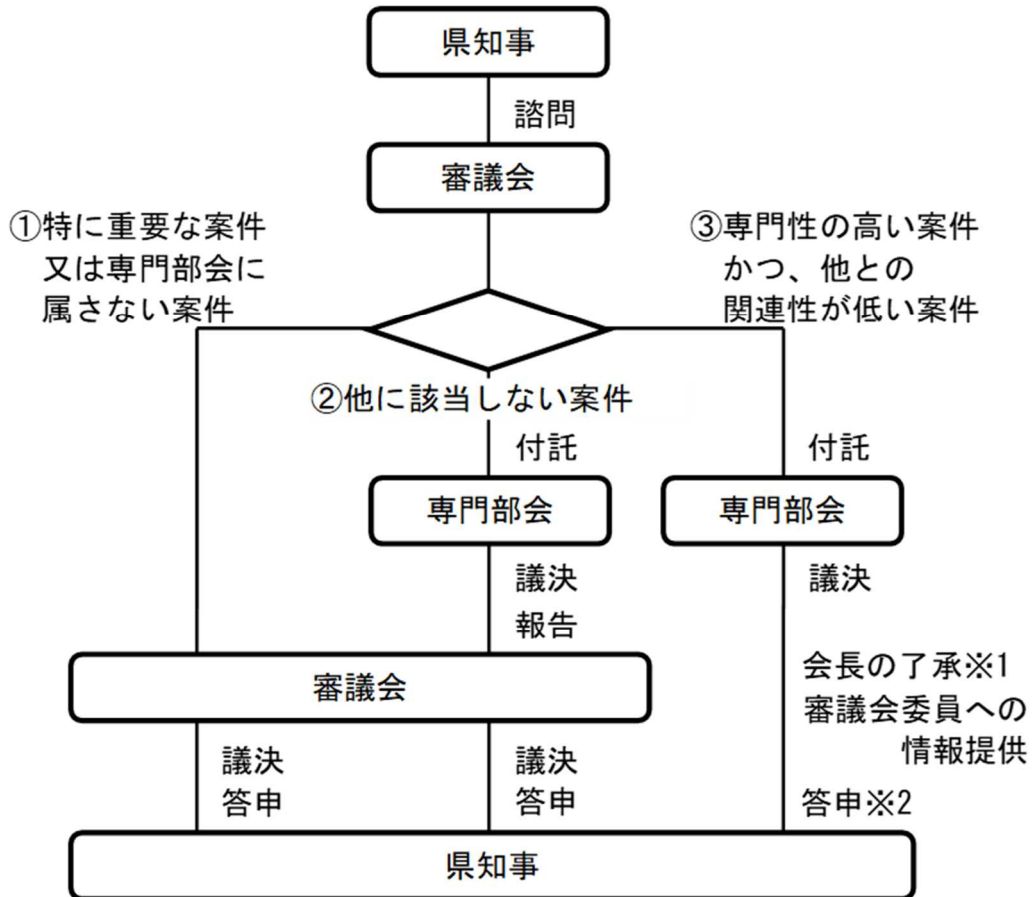 県知事
諮問
審議会
①特に重要な案件
又は専門部会に
属さない案件
③専門性の高い案件
かつ、他との
関連性が低い案件
②他に該当しない案件
付託
付託
専門部会
専門部会
議決
報告
議決
審議会
会長の了承※1
審議会委員への
情報提供
議決
答申
議決
答申
答申※2
県知事